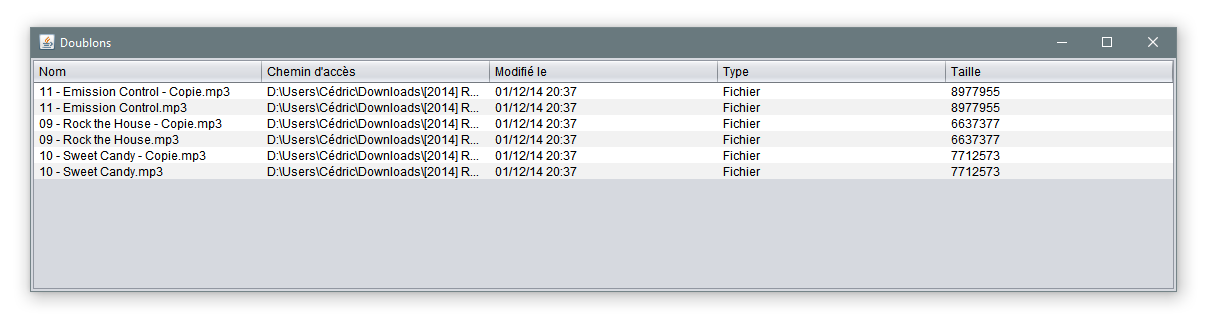 Doublons
Nom Chemin d'accès Modifié le Type Taille
11 - Emission Control - Copie.mp3 D:\Users\Cédric\Downloads\[2014] R... 01/12/14 20:37 Fichier 8977955
11 - Emission Control.mp3 D:\Users\Cédric\Downloads\[2014] R... 01/12/14 20:37 Fichier 8977955
09 - Rock the House - Copie.mp3 D:\Users\Cédric\Downloads\[2014] R... 01/12/14 20:37 Fichier 6637377
09 - Rock the House.mp3 D:\Users\Cédric\Downloads\[2014] R... 01/12/14 20:37 Fichier 6637377
10 - Sweet Candy - Copie.mp3 D:\Users\Cédric\Downloads\[2014] R... 01/12/14 20:37 Fichier 7712573
10 - Sweet Candy.mp3 D:\Users\Cédric\Downloads\[2014] R... 01/12/14 20:37 Fichier 7712573